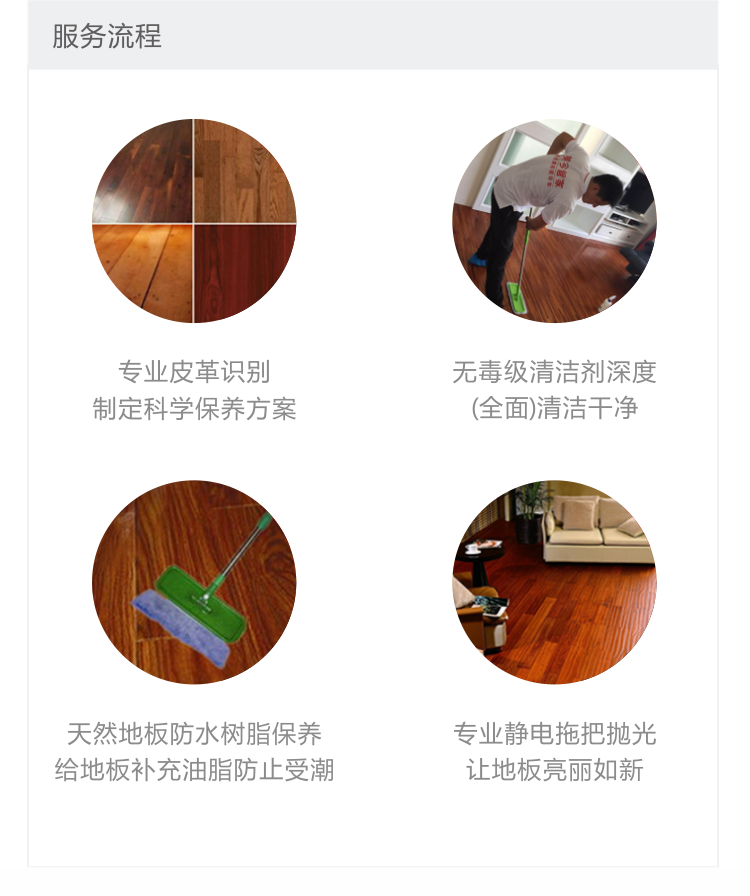 服务流程
专业皮革识别
制定科学保养方案
无毒级清洁剂深度
(全面)清洁干净
天然地板防水树脂保养
给地板补充油脂防止受潮
专业静电拖把抛光
让地板亮丽如新